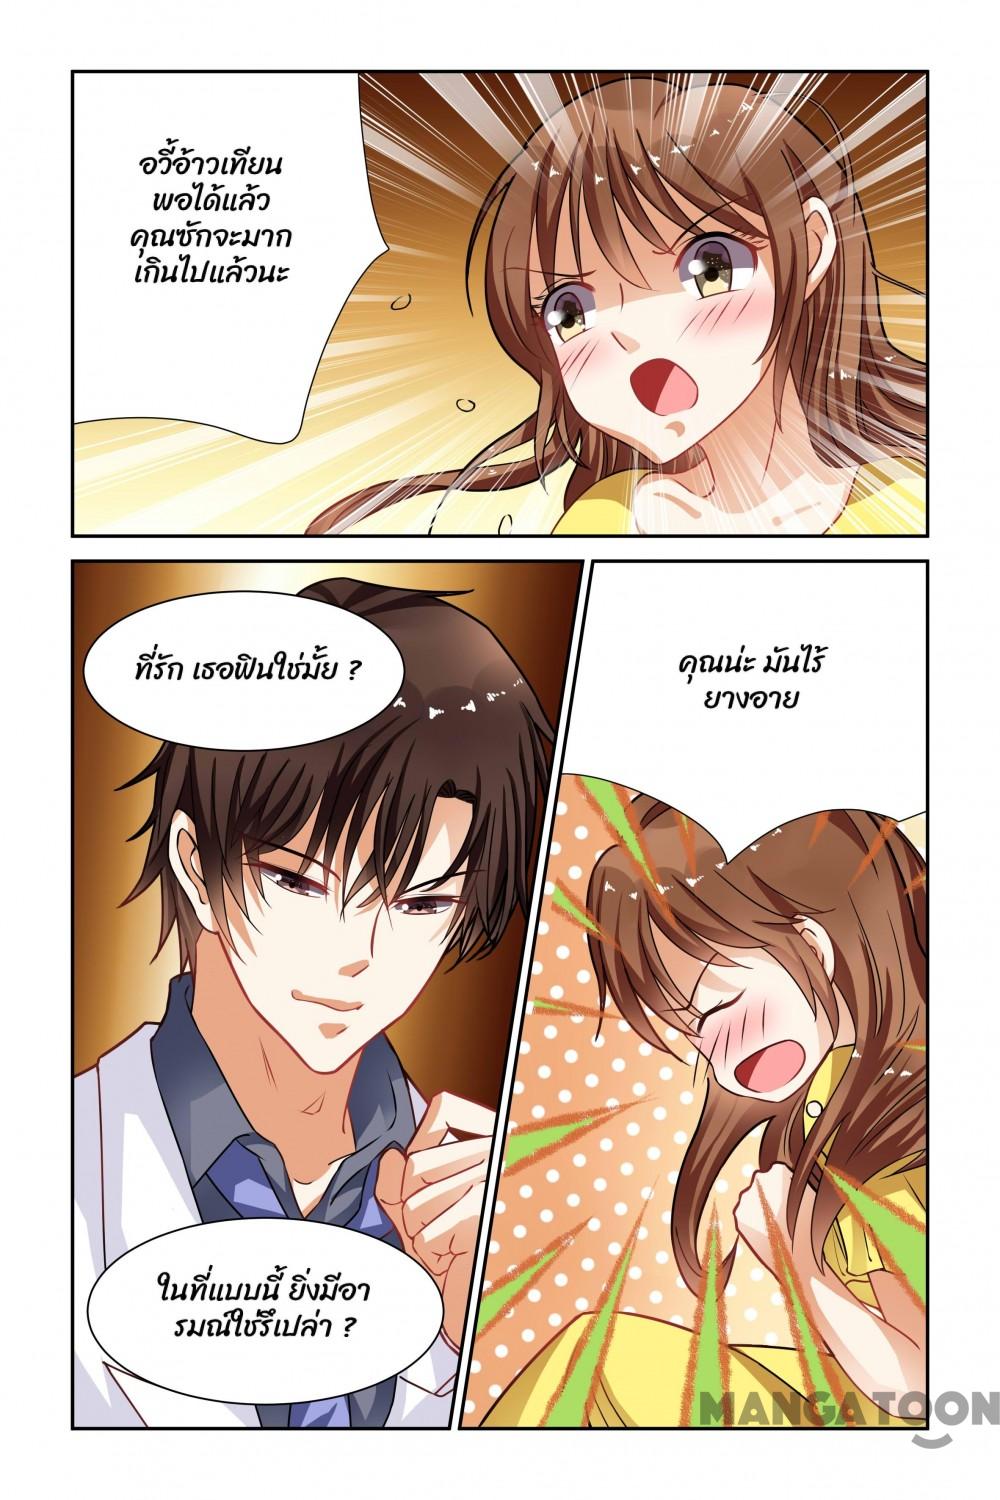 อวี้อ้าวเทียน
พอได้แล้ว
คุณซักจะมาก
เกินไปแล้วนะ
ที่รัก เธอฟินใช่มั้ย ?
ในที่แบบนี้ ยิ่งมีอา
รมณ์ใช่รึเปล่า ?
คุณน่ะ มันไร้
ยางอาย
MANGATOON